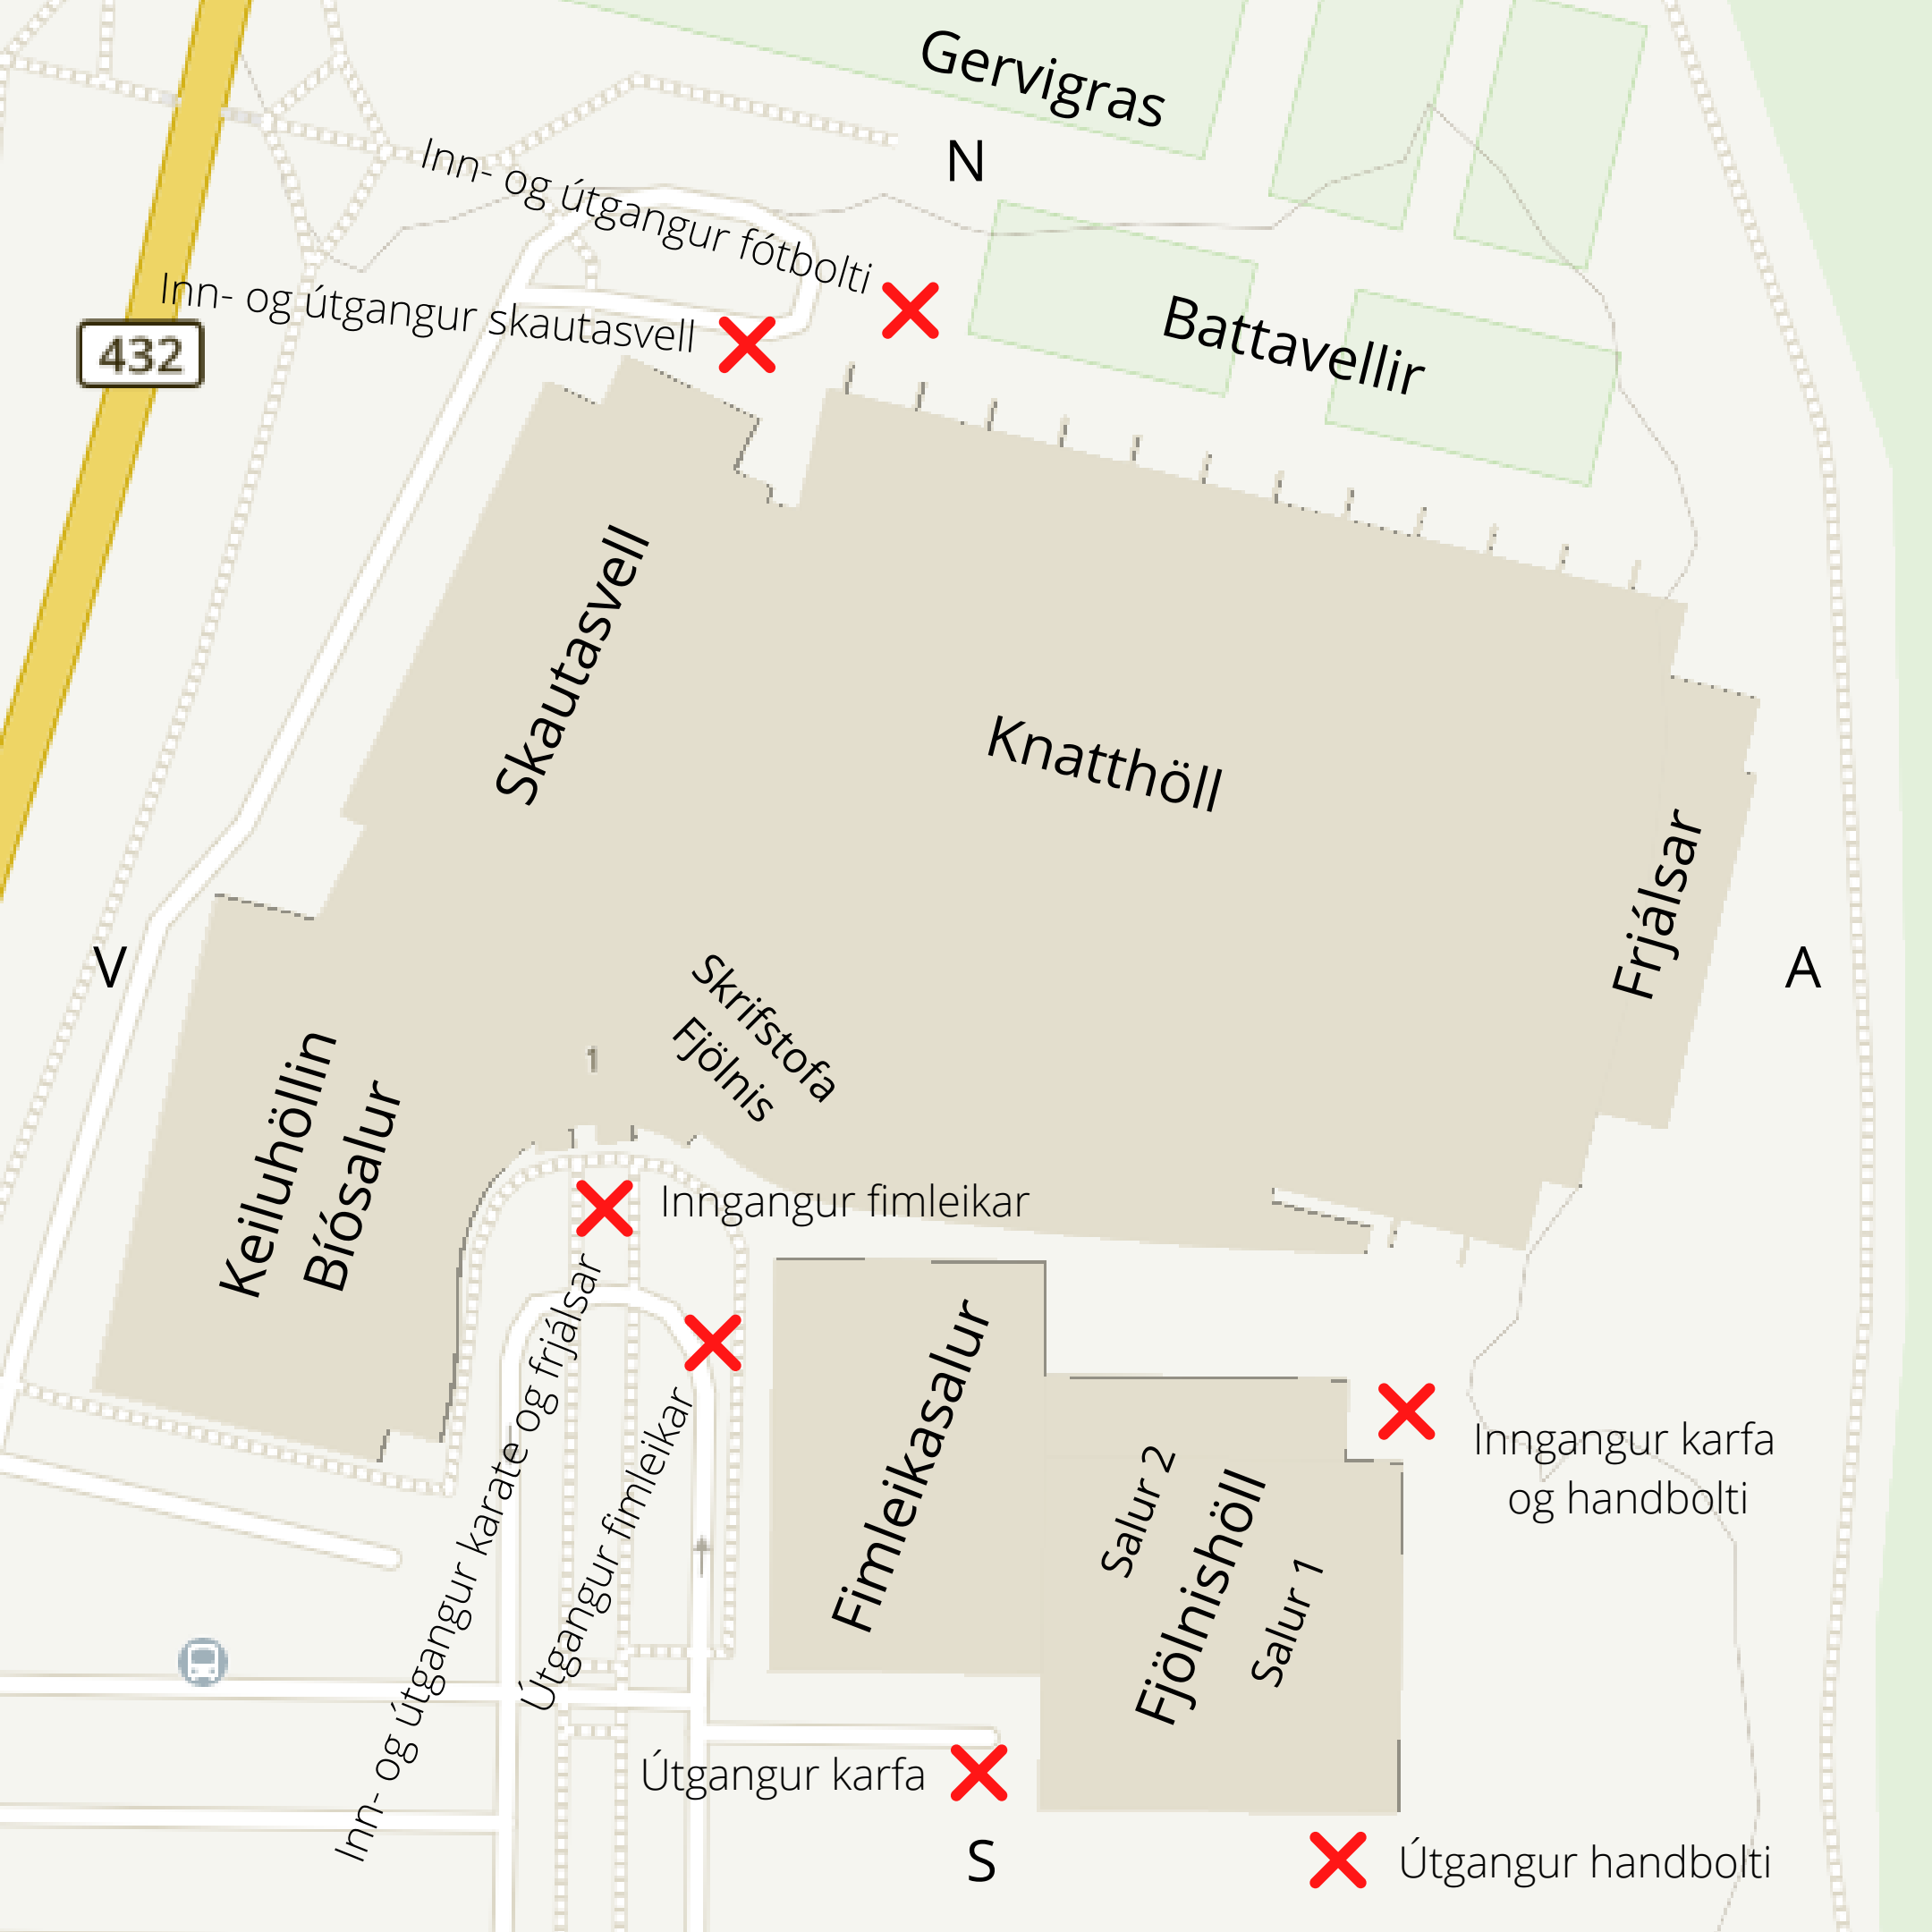 Gervigras
N
Inn- og útgangur fótbolti
Inn- og útgangur skautasvell
432
Battavellir
Skautasvell
Knatthöll
Frjálsar
V
A
Skrifstofa
Fjölnis
1
Keiluhöllin
Bíósalur
Inngangur fimleikar
Inn- og útgangur karate og frjálsar
Útgangur fimleikar
Fimleikasalur
Salur 2
Fjölnishöll
Salur 1
Inngangur karfa
og handbolti
Útgangur karfa
S
Útgangur handbolti